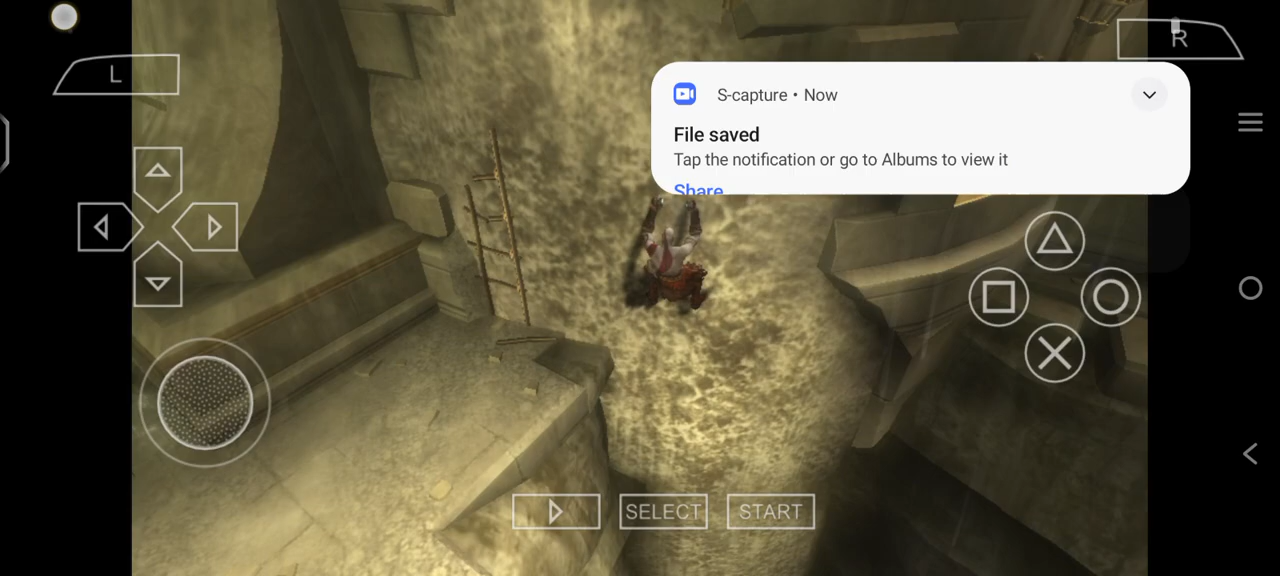 L
R
S-capture • Now
File saved
Tap the notification or go to Albums to view it
Share
SELECT
START